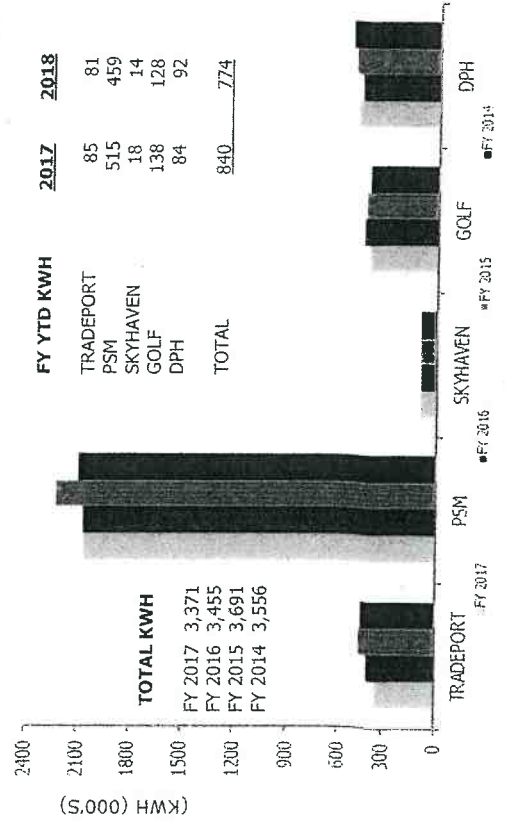 FY YTD KWH 2017 2018
TRADEPORT 85 81
PSM 515 459
SKYHAVEN 18 14
GOLF 138 128
DPH 84 92
TOTAL 840 774
TOTAL KWH
FY 2017 3,371
FY 2016 3,455
FY 2015 3,691
FY 2014 3,556
(KWH (000'S)
2400
2100
1800
1500
1200
900
600
300
0
TRADEPORT PSM SKYHAVEN GOLF DPH
FY 2017 FY 2016 FY 2015 FY 2014